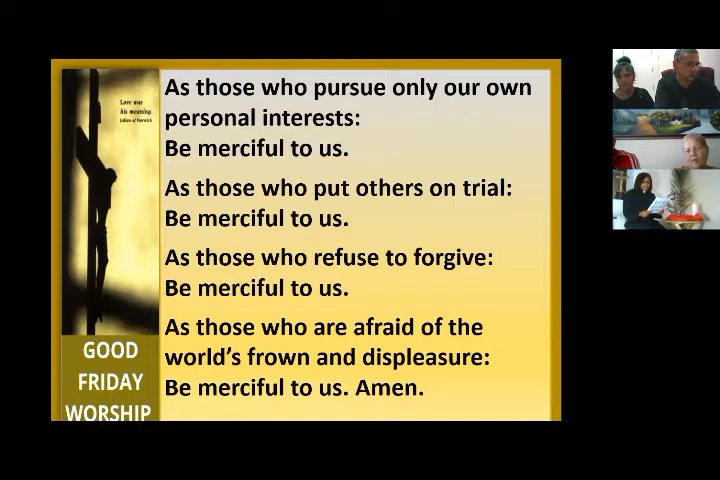 Love was
his meaning.
Julian of Norwich
GOOD
FRIDAY
WORSHIP
As those who pursue only our own
personal interests:
Be merciful to us.
As those who put others on trial:
Be merciful to us.
As those who refuse to forgive:
Be merciful to us.
As those who are afraid of the
world's frown and displeasure:
Be merciful to us. Amen.